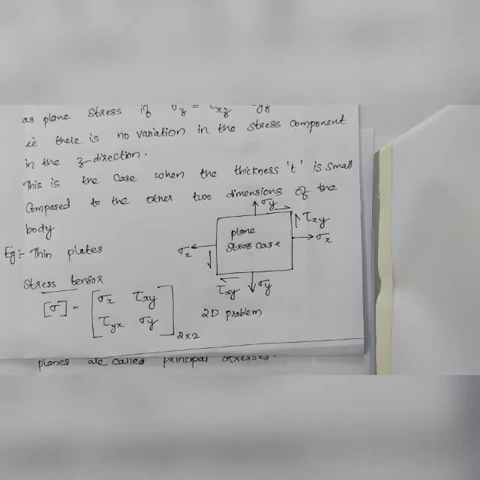 as plane stress if σz = τxz
i.e there is no variation in the stress component
in the z-direction.
This is the case when the thickness 't' is small
compared to the other two dimensions of the
body
Eg:- Thin plates
σy
τxy
σx
plane
stress case
σx
τxy
σy
stress tensor
[σ] = [σx τxy
τyx σy] 2x2
2D problem
planes are called principal stresses.